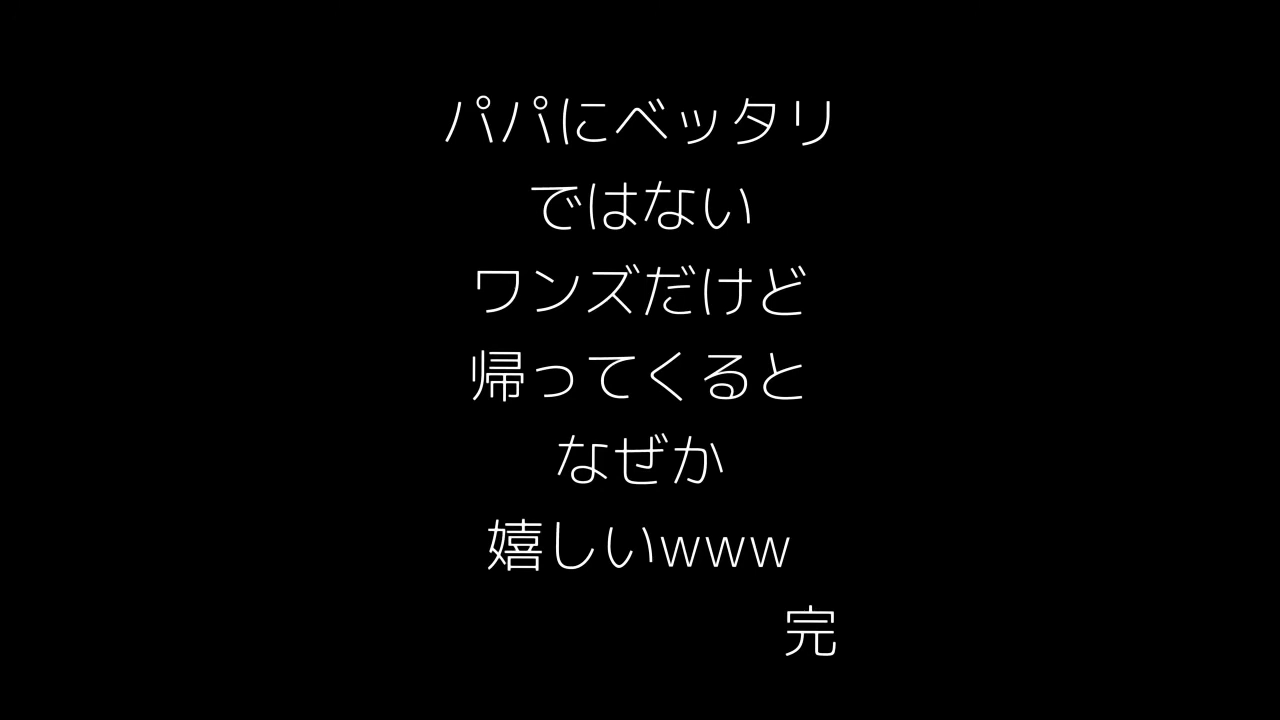 パパにベッタリ
ではない
ワンズだけど
帰ってくると
なぜか
嬉しいwww
完